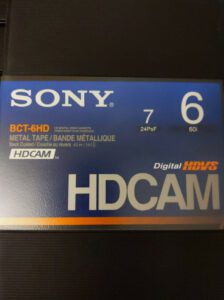 SONY®
7 6
24PsF 60i
BCT-6HD
METAL TAPE / BANDE MÉTALLIQUE
HDCAM
Digital HDVS
HDCAM